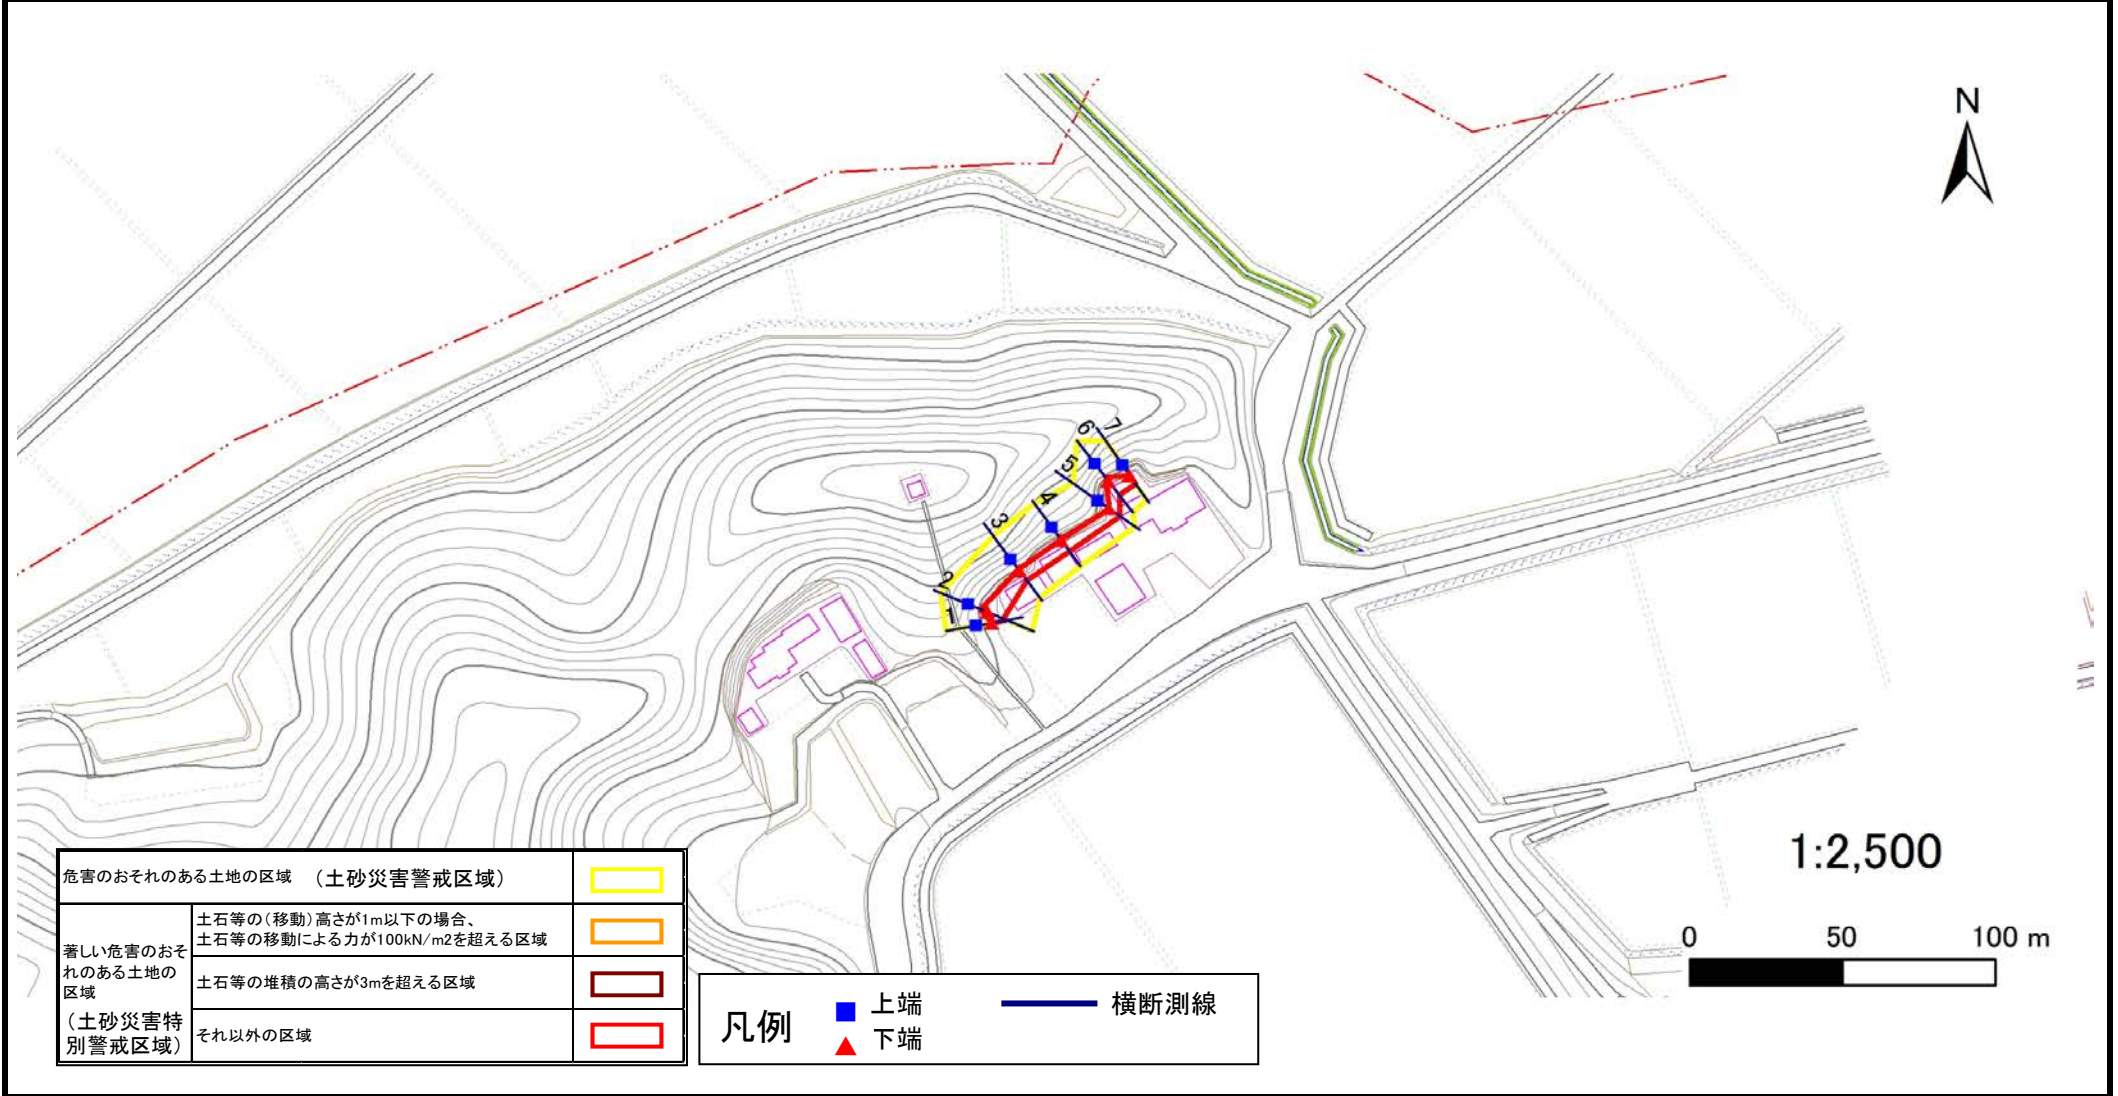 N
6
7
5
4
3
2
1
1:2,500
0 50 100 m
危害のおそれのある土地の区域 (土砂災害警戒区域)
著しい危害のおそ
れのある土地の
区域
(土砂災害特
別警戒区域)
土石等の(移動)高さが1m以下の場合、
土石等の移動による力が100kN/m2を超える区域
土石等の堆積の高さが3mを超える区域
それ以外の区域
凡例
上端
下端
横断測線